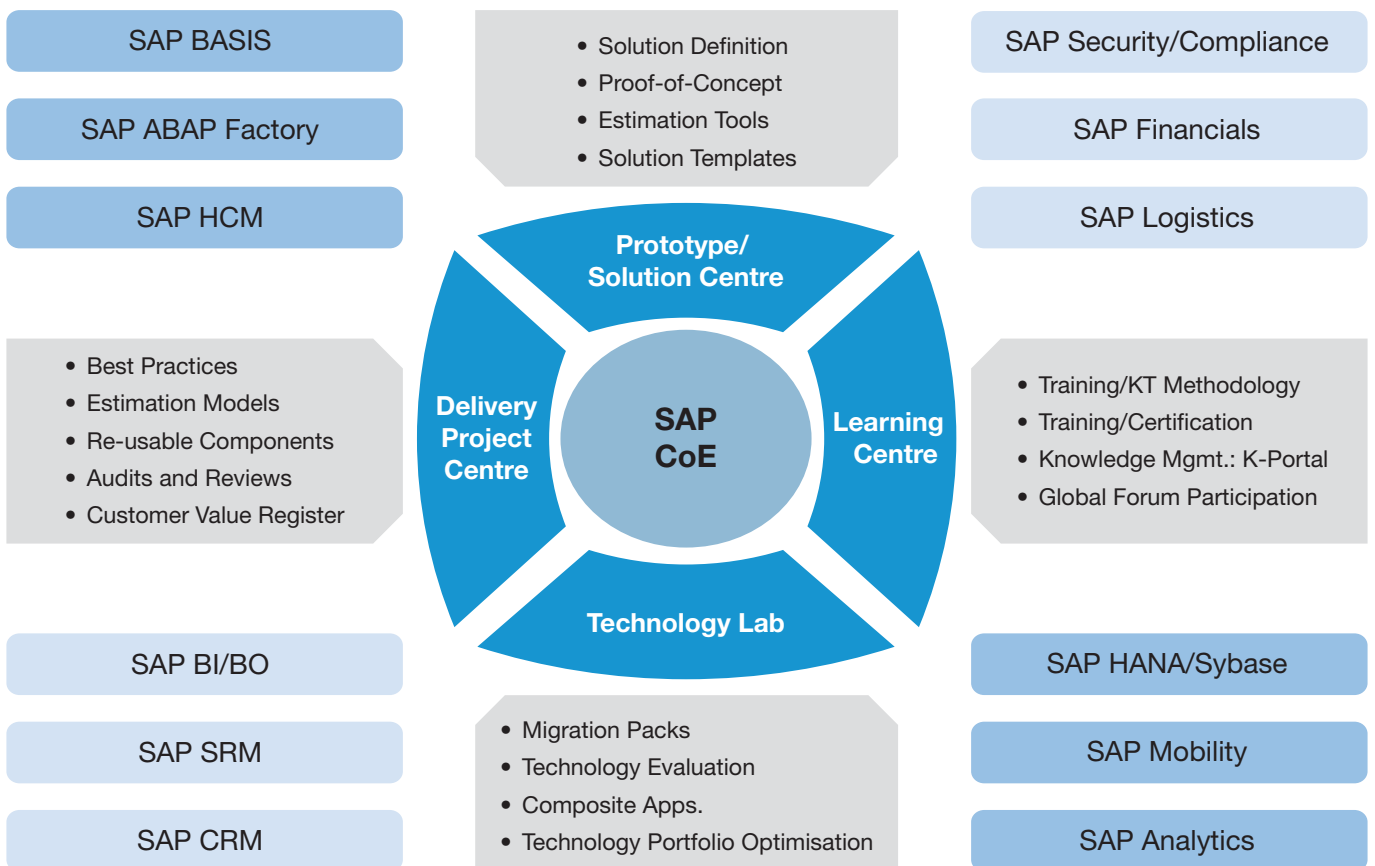 SAP BASIS
SAP ABAP Factory
SAP HCM
• Solution Definition
• Proof-of-Concept
• Estimation Tools
• Solution Templates
SAP Security/Compliance
SAP Financials
SAP Logistics
Prototype/
Solution Centre
• Best Practices
• Estimation Models
• Re-usable Components
• Audits and Reviews
• Customer Value Register
Delivery
Project
Centre
SAP
CoE
Learning
Centre
• Training/KT Methodology
• Training/Certification
• Knowledge Mgmt.: K-Portal
• Global Forum Participation
Technology Lab
SAP BI/BO
SAP SRM
SAP CRM
• Migration Packs
• Technology Evaluation
• Composite Apps.
• Technology Portfolio Optimisation
SAP HANA/Sybase
SAP Mobility
SAP Analytics